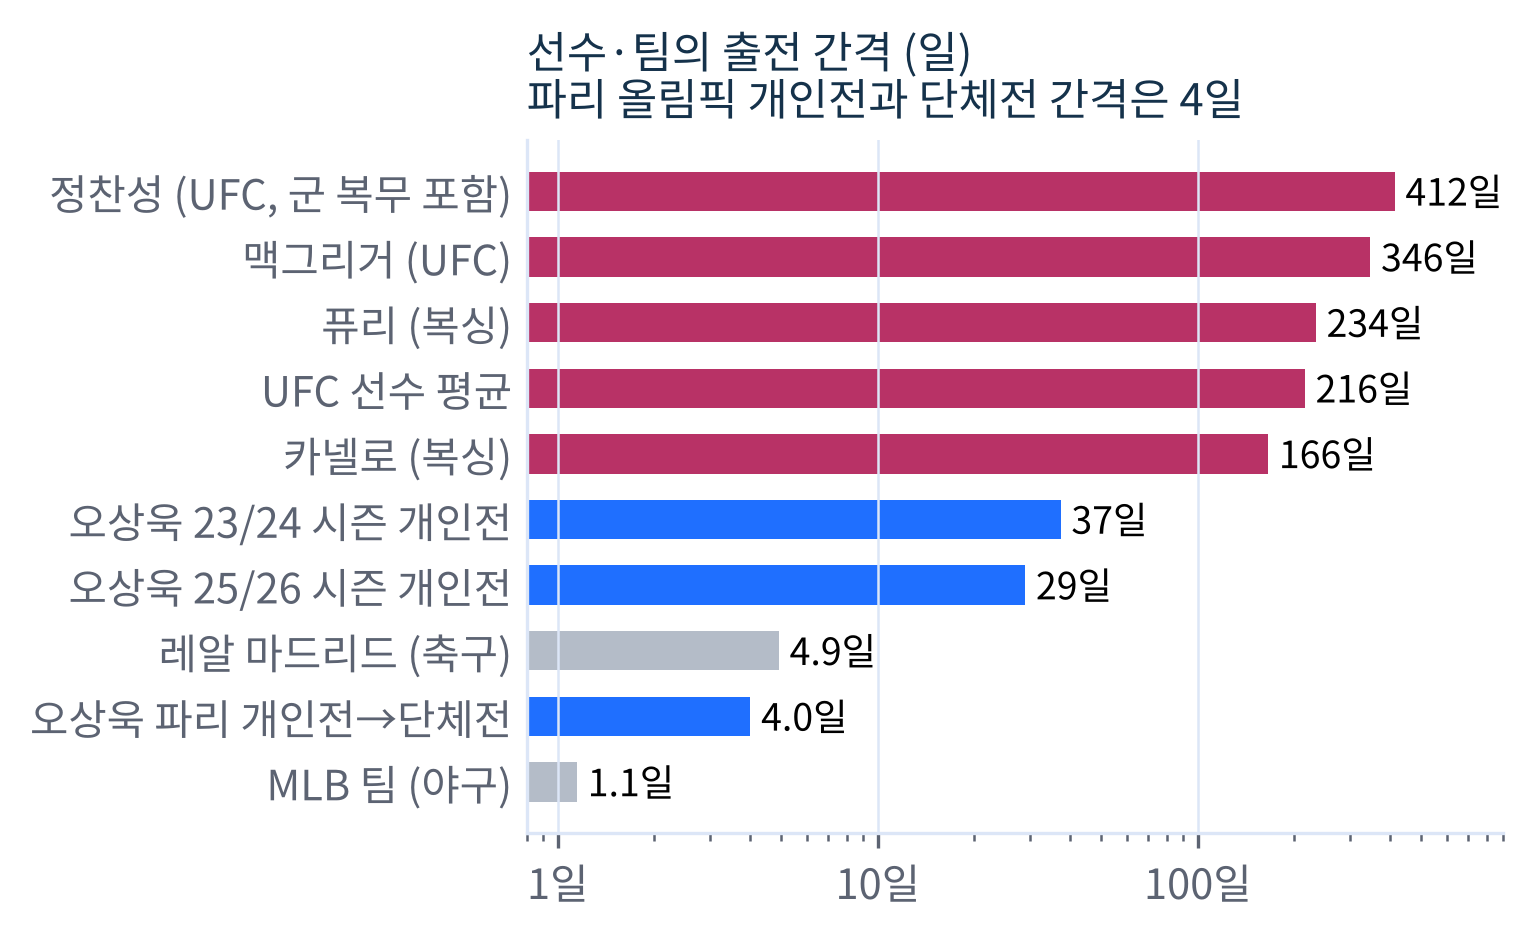 선수·팀의 출전 간격 (일)
파리 올림픽 개인전과 단체전 간격은 4일
정찬성 (UFC, 군 복무 포함) 412일
맥그리거 (UFC) 346일
퓨리 (복싱) 234일
UFC 선수 평균 216일
카넬로 (복싱) 166일
오상욱 23/24 시즌 개인전 37일
오상욱 25/26 시즌 개인전 29일
레알 마드리드 (축구) 4.9일
오상욱 파리 개인전→단체전 4.0일
MLB 팀 (야구) 1.1일
1일 10일 100일